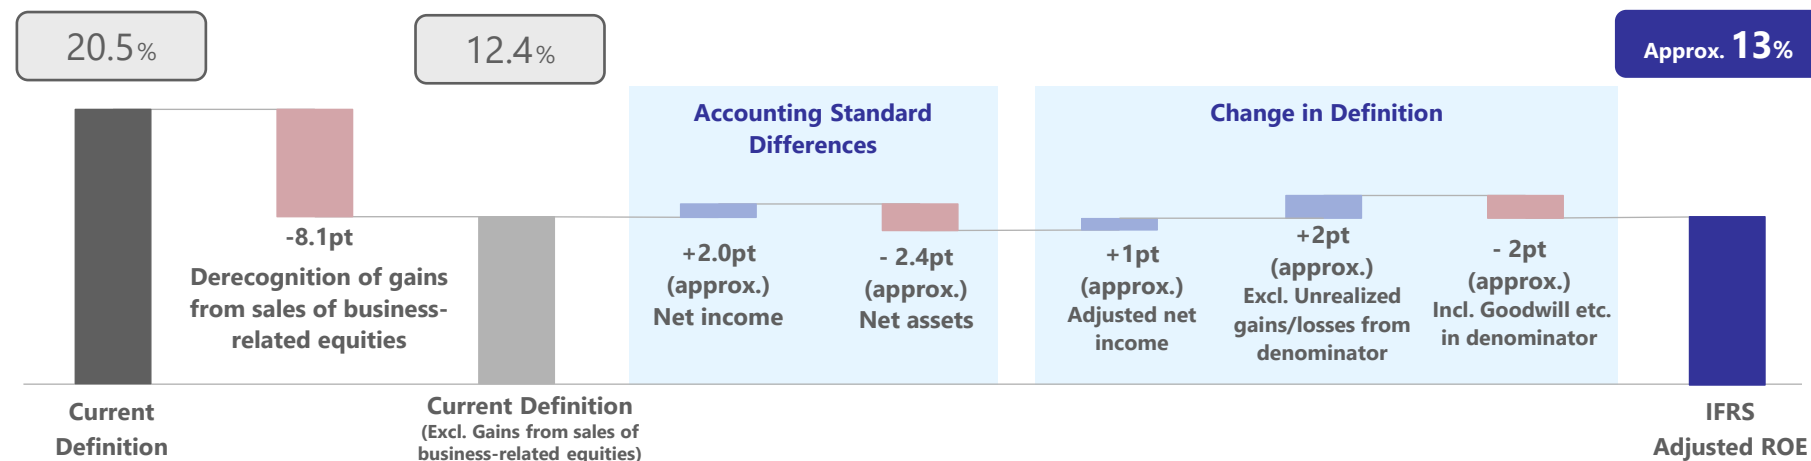 20.5%
12.4%
Approx. 13%
Accounting Standard
Differences
Change in Definition
-8.1pt
Derecognition of gains
from sales of business-
related equities
+2.0pt
(approx.)
Net income
- 2.4pt
(approx.)
Net assets
+1pt
(approx.)
Adjusted net
income
+2pt
(approx.)
Excl. Unrealized
gains/losses from
denominator
- 2pt
(approx.)
Incl. Goodwill etc.
in denominator
Current
Definition
Current Definition
(Excl. Gains from sales of
business-related equities)
IFRS
Adjusted ROE